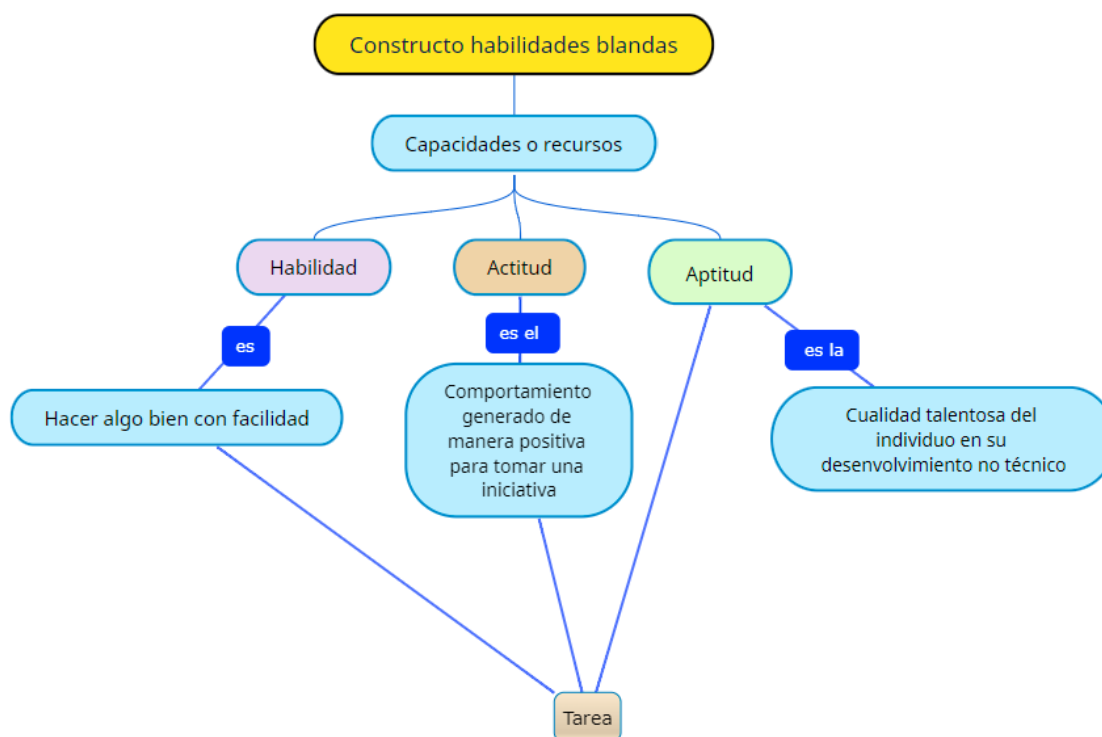 Constructo habilidades blandas
Capacidades o recursos
Habilidad
Actitud
Aptitud
es
es el
es la
Hacer algo bien con facilidad
Comportamiento
generado de
manera positiva
para tomar una
iniciativa
Cualidad talentosa del
individuo en su
desenvolvimiento no técnico
Tarea